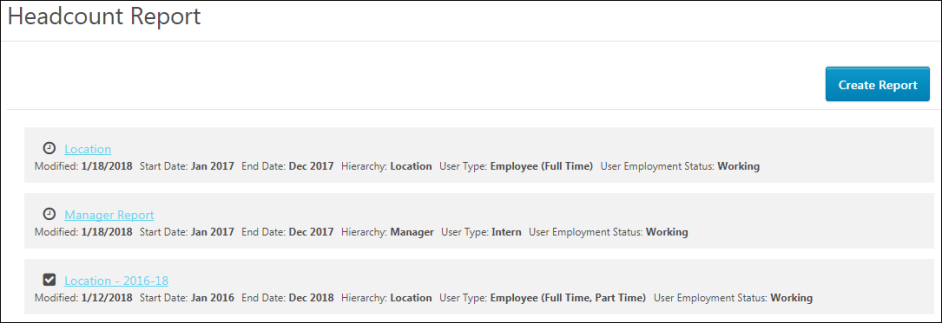 Headcount Report
Create Report
Location
Modified: 1/18/2018 Start Date: Jan 2017 End Date: Dec 2017 Hierarchy: Location User Type: Employee (Full Time) User Employment Status: Working
Manager Report
Modified: 1/18/2018 Start Date: Jan 2017 End Date: Dec 2017 Hierarchy: Manager User Type: Intern User Employment Status: Working
Location - 2016-18
Modified: 1/12/2018 Start Date: Jan 2016 End Date: Dec 2018 Hierarchy: Location User Type: Employee (Full Time, Part Time) User Employment Status: Working